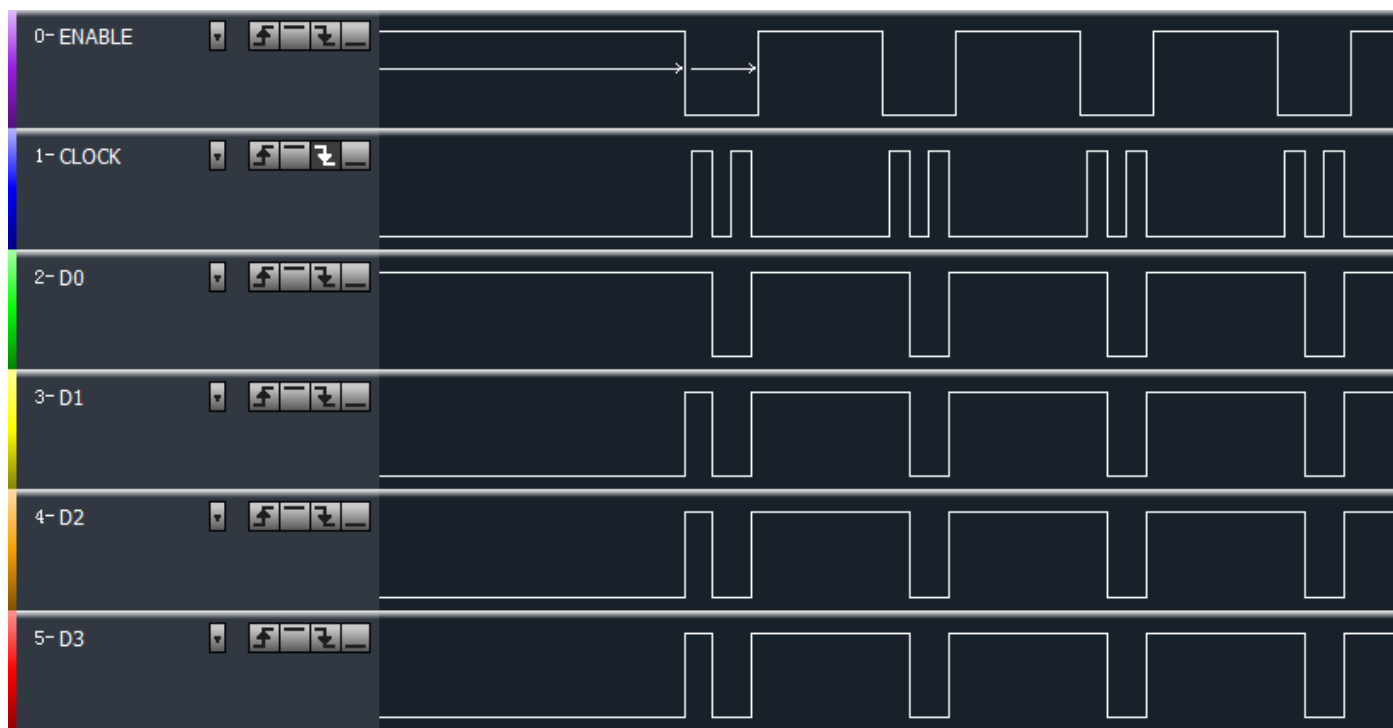 0- ENABLE
1- CLOCK
2- D0
3- D1
4- D2
5- D3